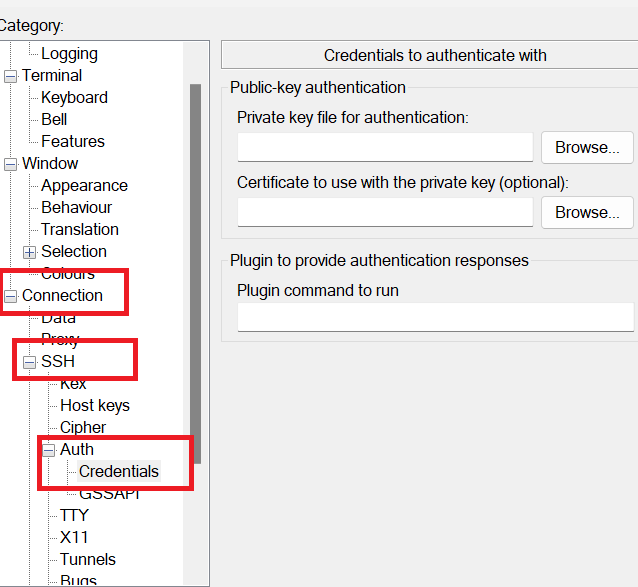 Category:
Logging
Terminal
Keyboard
Bell
Features
Window
Appearance
Behaviour
Translation
Selection
Colours
Connection
Data
Proxy
SSH
Kex
Host keys
Cipher
Auth
Credentials
GSSAPI
TTY
X11
Tunnels
Bugs
Credentials to authenticate with
Public-key authentication
Private key file for authentication:
Browse...
Certificate to use with the private key (optional):
Browse...
Plugin to provide authentication responses
Plugin command to run